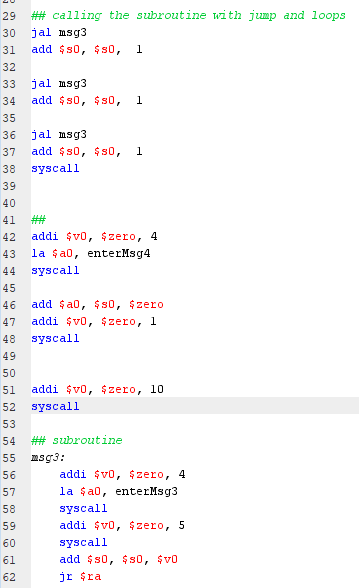 29 ## calling the subroutine with jump and loops
30 jal msg3
31 add $s0, $s0,  1
32
33 jal msg3
34 add $s0, $s0,  1
35
36 jal msg3
37 add $s0, $s0,  1
38 syscall
39
40
41 ##
42 addi $v0, $zero, 4
43 la $a0, enterMsg4
44 syscall
45
46 add $a0, $s0, $zero
47 addi $v0, $zero, 1
48 syscall
49
50
51 addi $v0, $zero, 10
52 syscall
53
54 ## subroutine
55 msg3:
56     addi $v0, $zero, 4
57     la $a0, enterMsg3
58     syscall
59     addi $v0, $zero, 5
60     syscall
61     add $s0, $s0, $v0
62     jr $ra